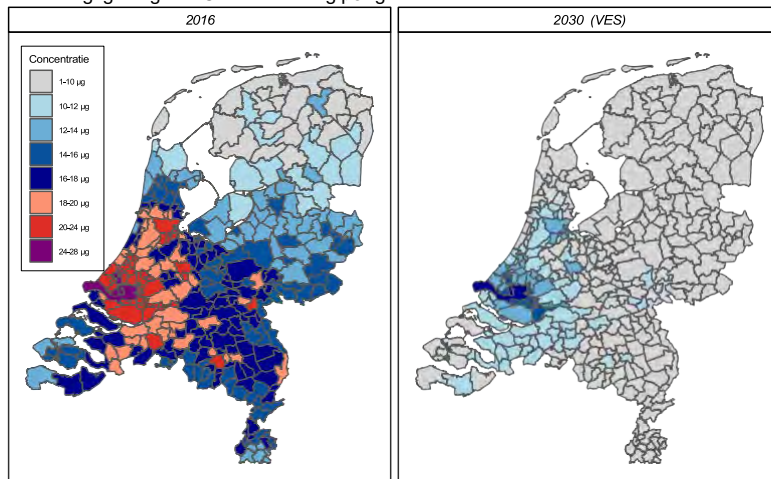 2016
2030 (VES)
Concentratie
1-10 µg
10-12 µg
12-14 µg
14-16 µg
16-18 µg
18-20 µg
20-24 µg
24-28 µg